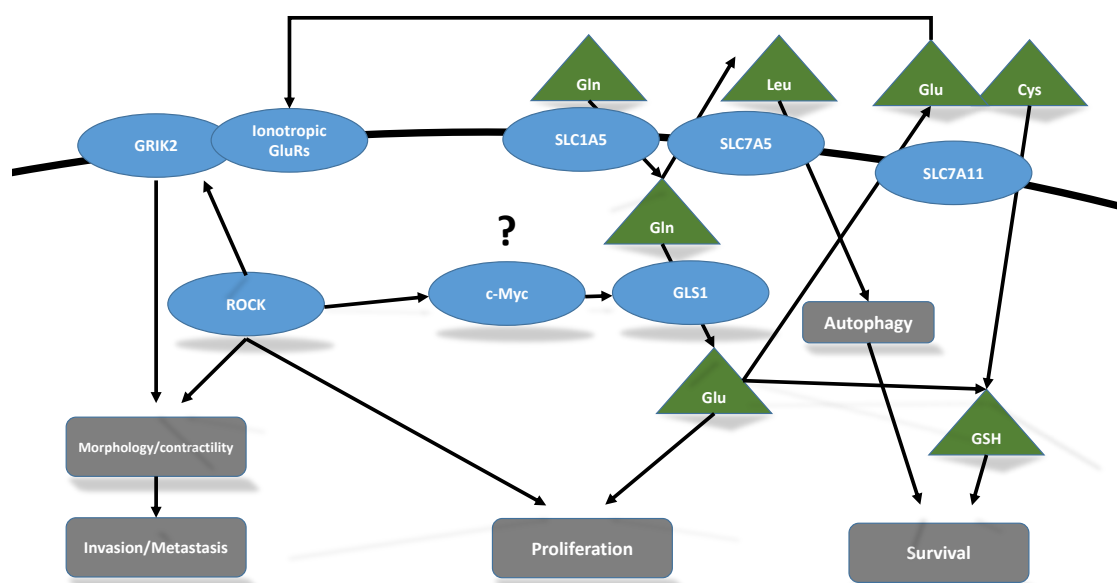 Gln
Leu
Glu
Cys
GRIK2
Ionotropic
GluRs
SLC1A5
SLC7A5
SLC7A11
Gln
?
ROCK
c-Myc
GLS1
Autophagy
Glu
GSH
Morphology/contractility
Invasion/Metastasis
Proliferation
Survival